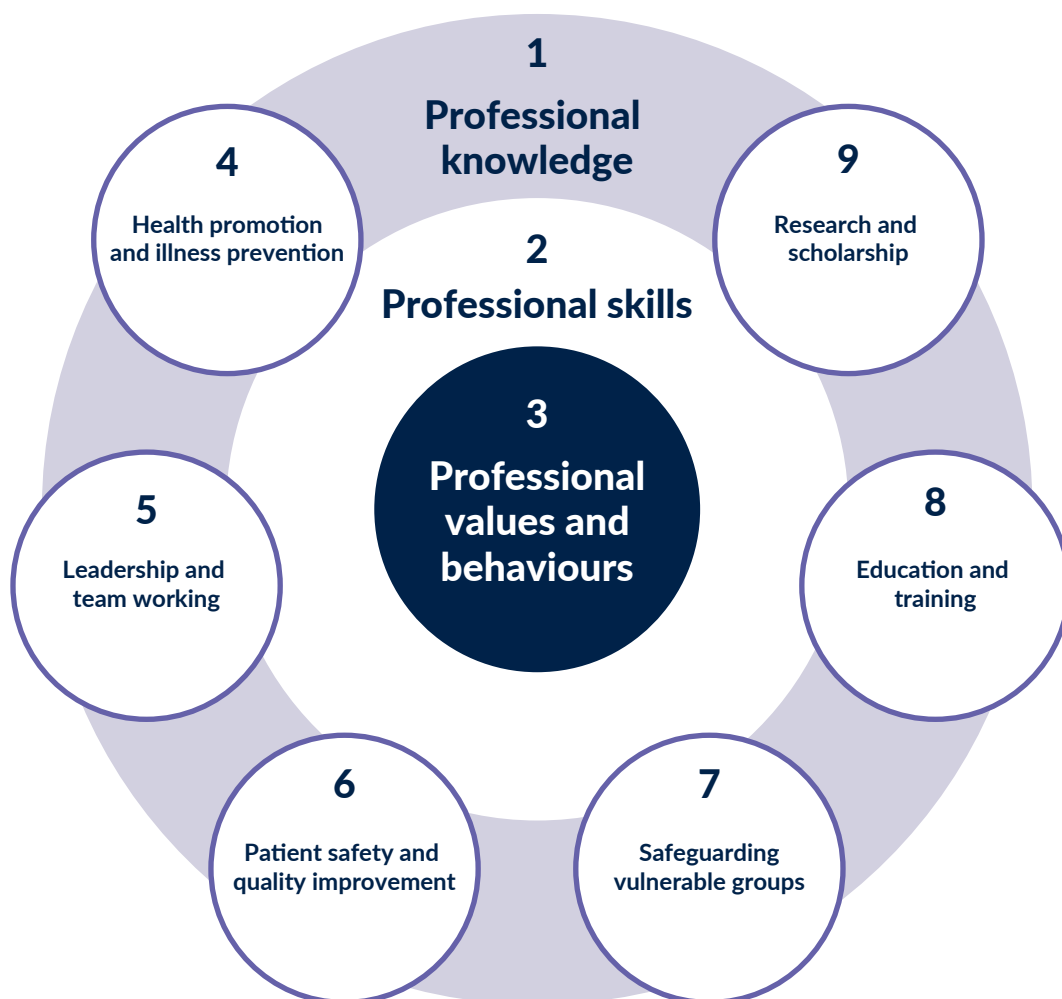 1
Professional
knowledge
2
Professional skills
3
Professional
values and
behaviours
4
Health promotion
and illness prevention
5
Leadership and
team working
6
Patient safety and
quality improvement
7
Safeguarding
vulnerable groups
8
Education and
training
9
Research and
scholarship